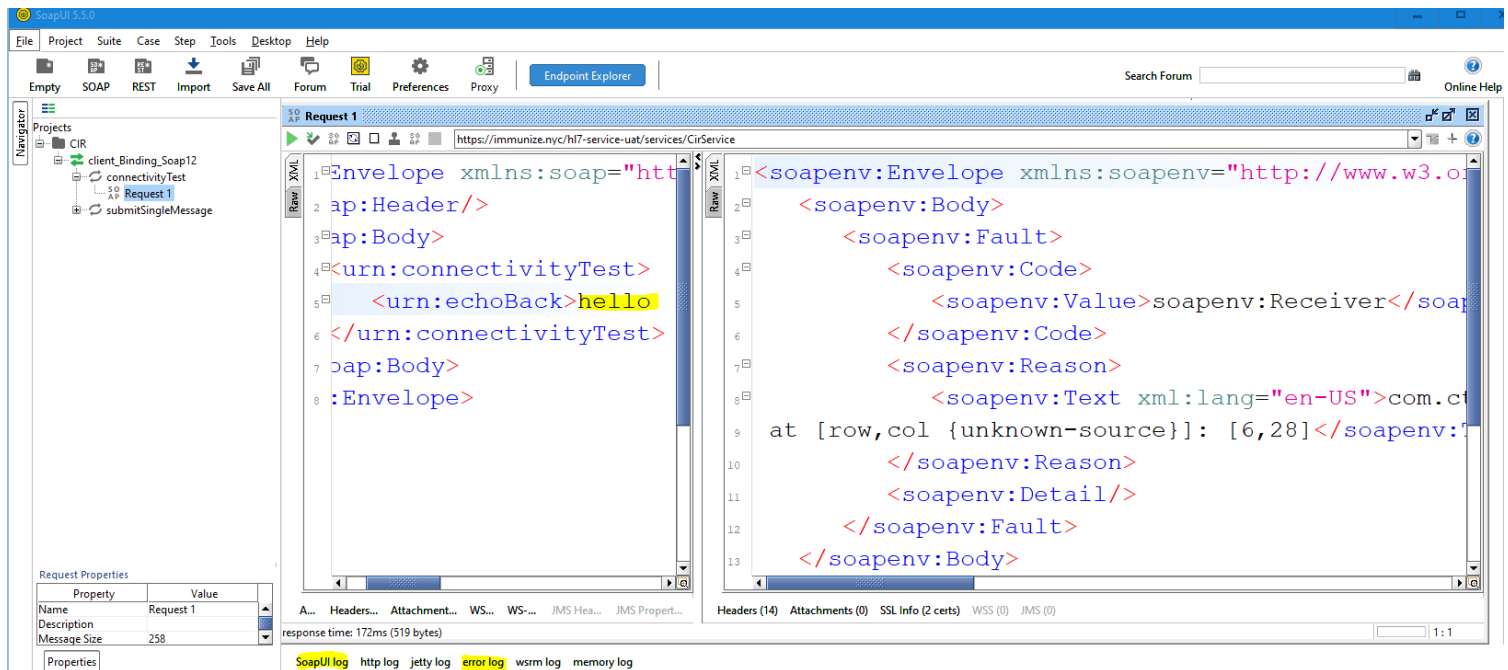 SoapUI 5.5.0
File Project Suite Case Step Tools Desktop Help
Empty SOAP REST Import Save All Forum Trial Preferences Proxy Endpoint Explorer Search Forum Online Help
Navigator
Projects
CIR
client_Binding_Soap12
connectivityTest
Request 1
submitSingleMessage
Request 1
https://immunize.nyc/hl7-service-uat/services/CirService
XML
Raw
1 Envelope xmlns:soap="htt
2 ap:Header/>
3 ap:Body>
4 <urn:connectivityTest>
5 <urn:echoBack>hello
6 </urn:connectivityTest>
7 oap:Body>
8 :Envelope>
XML
Raw
1 <soapenv:Envelope xmlns:soapenv="http://www.w3.or
2 <soapenv:Body>
3 <soapenv:Fault>
4 <soapenv:Code>
5 <soapenv:Value>soapenv:Receiver</soap
6 </soapenv:Code>
7 <soapenv:Reason>
8 <soapenv:Text xml:lang="en-US">com.ct
9 at [row,col {unknown-source}]: [6,28]</soapenv:T
10 </soapenv:Reason>
11 <soapenv:Detail/>
12 </soapenv:Fault>
13 </soapenv:Body>
A... Headers... Attachment... WS... WS-... JMS Hea... JMS Propert...
Headers (14) Attachments (0) SSL Info (2 certs) WSS (0) JMS (0)
response time: 172ms (519 bytes)
1 : 1
Request Properties
Property Value
Name Request 1
Description
Message Size 258
Properties
SoapUI log http log jetty log error log wsrm log memory log